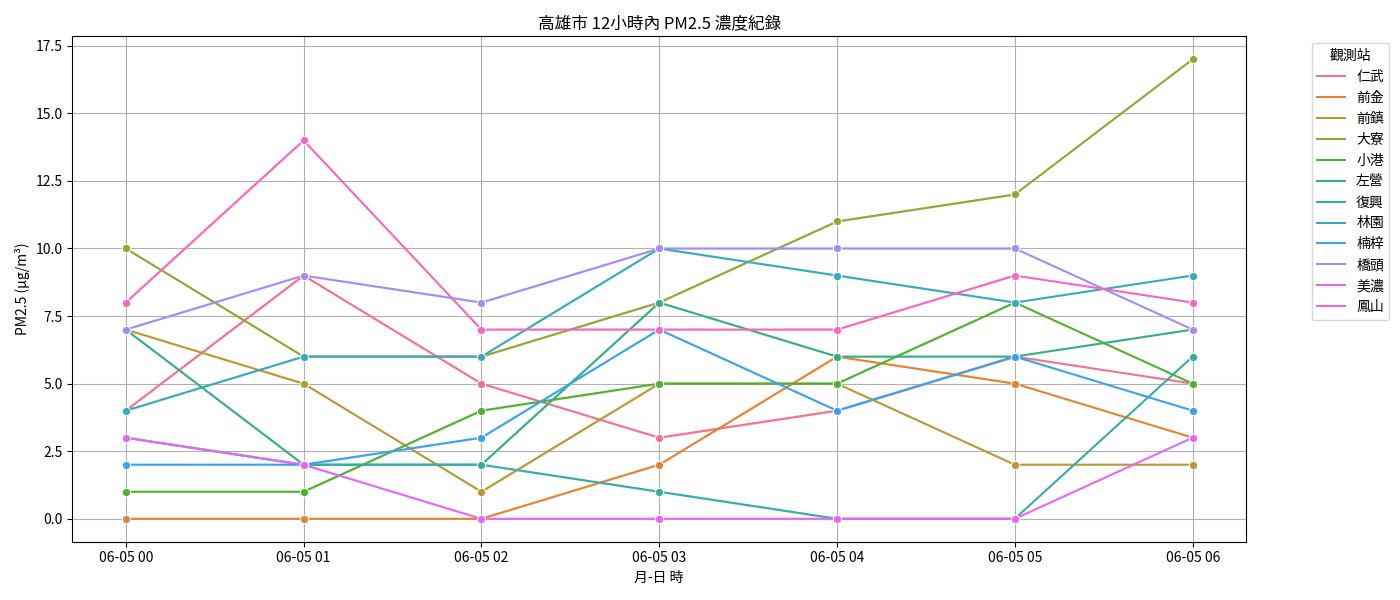 高雄市 12小時內 PM2.5 濃度紀錄
PM2.5 (μg/m³)
17.5
15.0
12.5
10.0
7.5
5.0
2.5
0.0
06-05 00
06-05 01
06-05 02
06-05 03
06-05 04
06-05 05
06-05 06
月-日 時
觀測站
仁武
前金
前鎮
大寮
小港
左營
復興
林園
楠梓
橋頭
美濃
鳳山